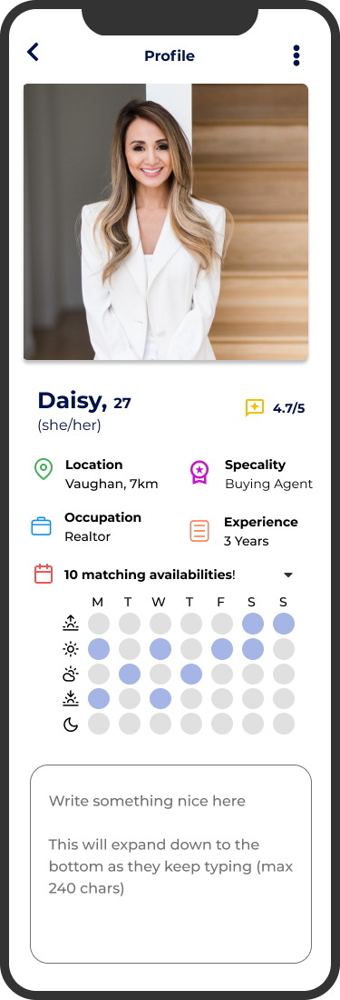 Profile
Daisy, 27
(she/her)
4.7/5
Location
Vaughan, 7km
Specality
Buying Agent
Occupation
Realtor
Experience
3 Years
10 matching availabilities!
M T W T F S S
Write something nice here
This will expand down to the
bottom as they keep typing (max
240 chars)